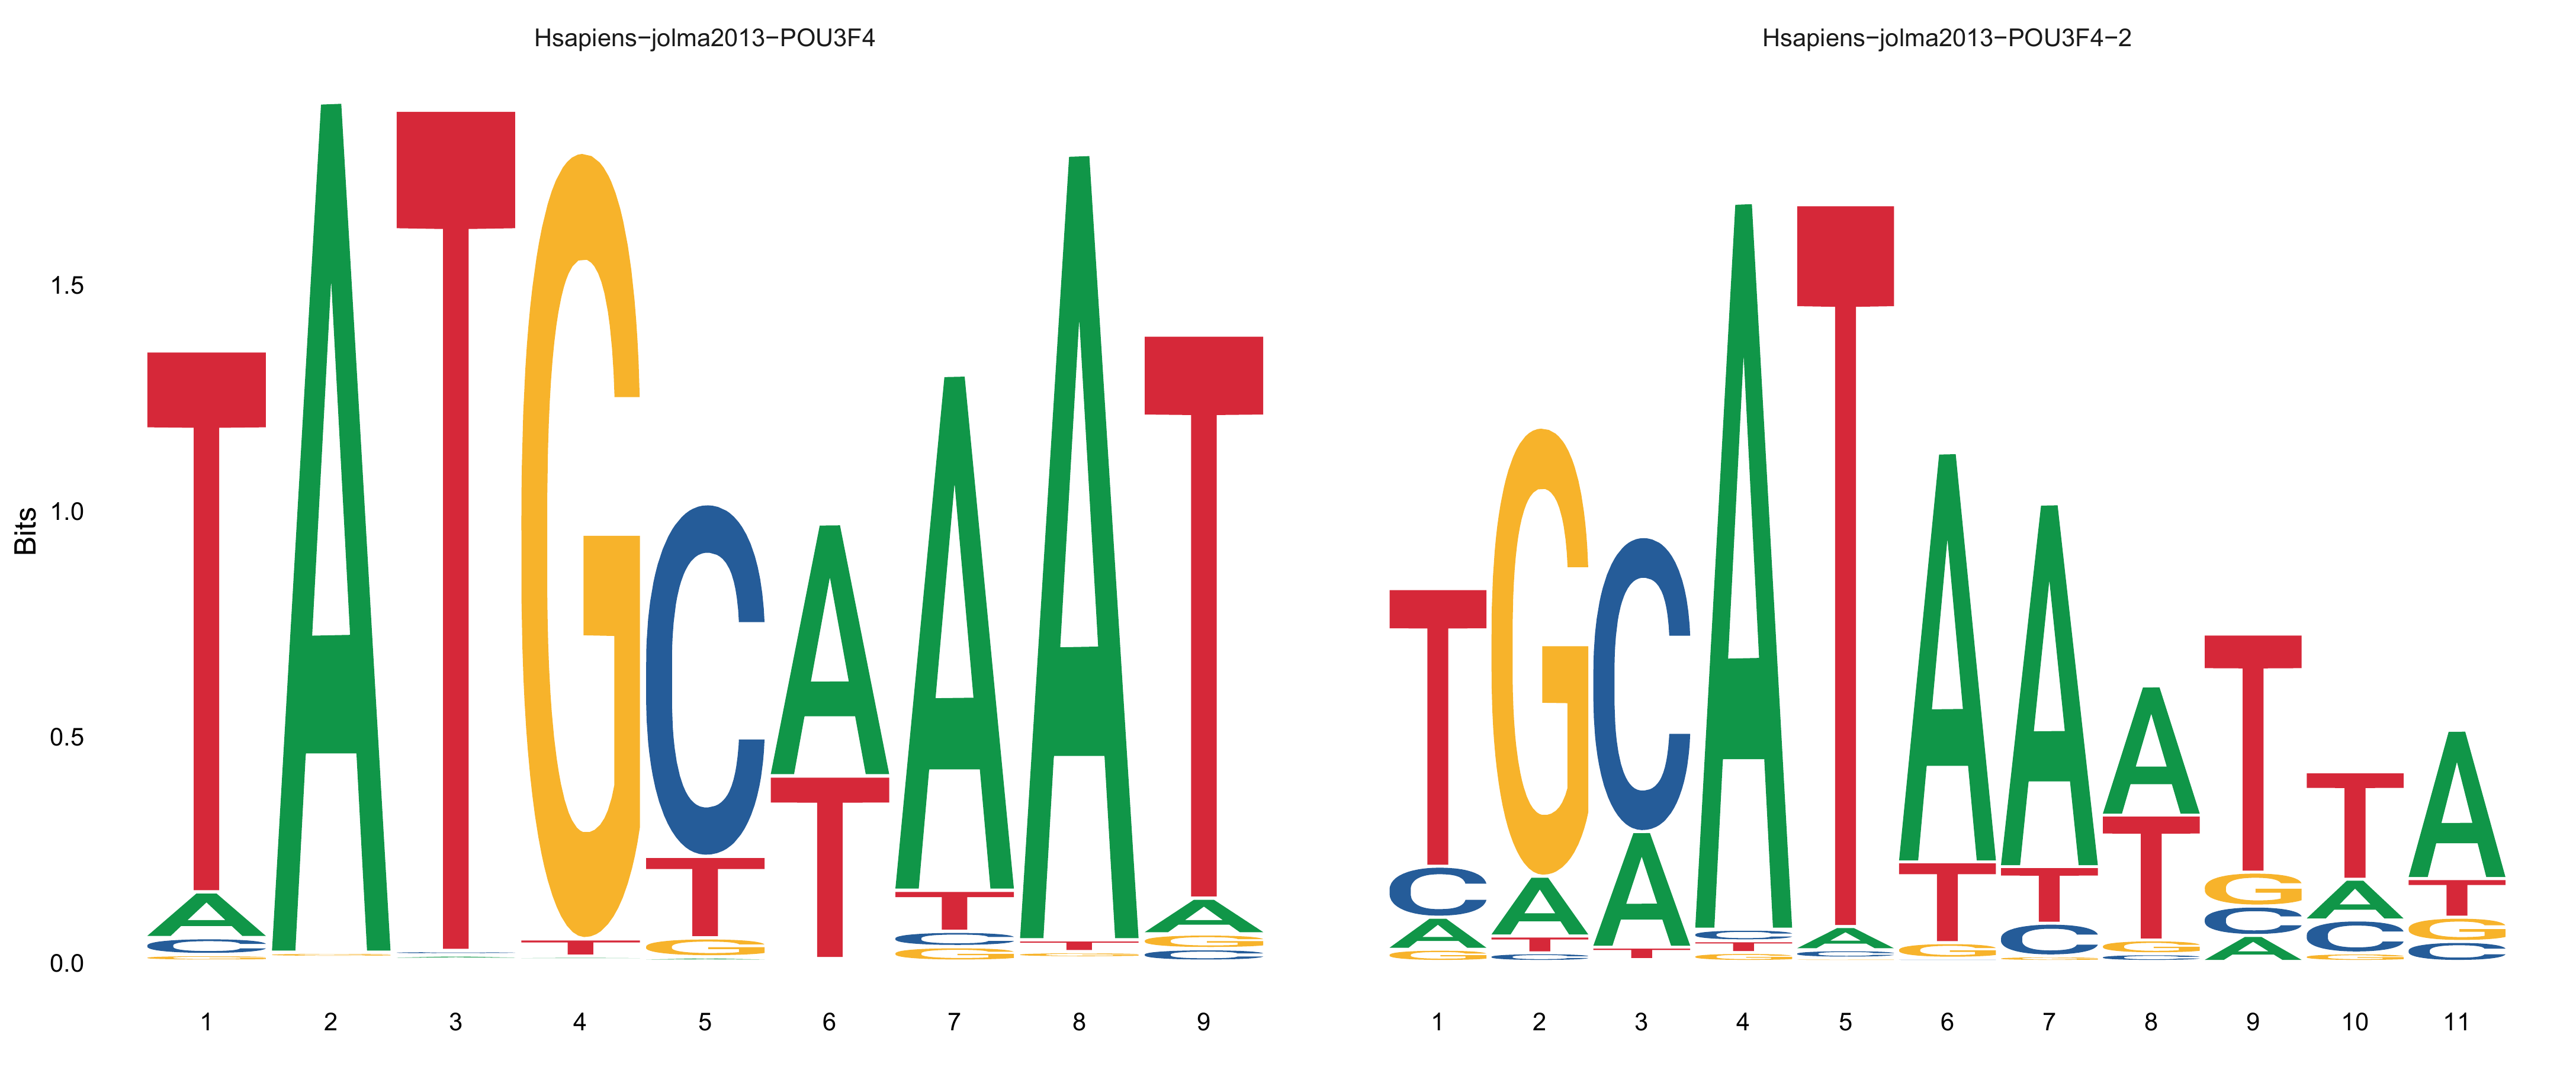 Hsapiens−jolma2013−POU3F4
Hsapiens−jolma2013−POU3F4−2
Bits
1.5
1.0
0.5
0.0
TATGCAAAT
TGCATAAATTA
1 2 3 4 5 6 7 8 9
1 2 3 4 5 6 7 8 9 10 11